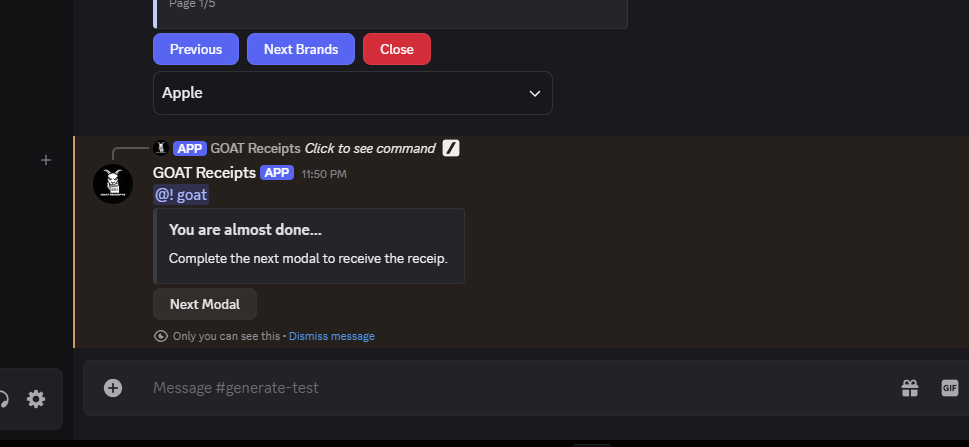 Page 1/5
Previous Next Brands Close
Apple
APP GOAT Receipts Click to see command
GOAT Receipts APP 11:50 PM
@! goat
You are almost done...
Complete the next modal to receive the receip.
Next Modal
Only you can see this • Dismiss message
Message #generate-test
GIF